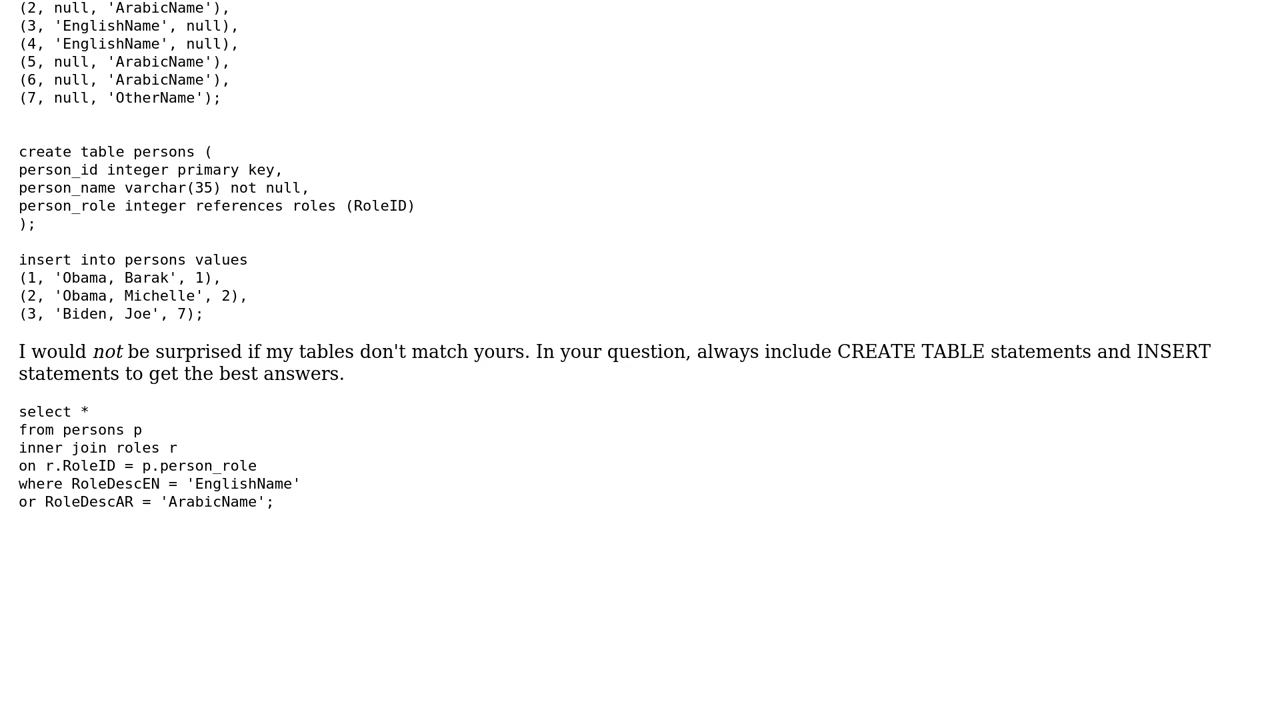 (2, null, 'ArabicName'),
(3, 'EnglishName', null),
(4, 'EnglishName', null),
(5, null, 'ArabicName'),
(6, null, 'ArabicName'),
(7, null, 'OtherName');
create table persons (
person_id integer primary key,
person_name varchar(35) not null,
person_role integer references roles (RoleID)
);
insert into persons values
(1, 'Obama, Barak', 1),
(2, 'Obama, Michelle', 2),
(3, 'Biden, Joe', 7);
I would not be surprised if my tables don't match yours. In your question, always include CREATE TABLE statements and INSERT
statements to get the best answers.
select *
from persons p
inner join roles r
on r.RoleID = p.person_role
where RoleDescEN = 'EnglishName'
or RoleDescAR = 'ArabicName';